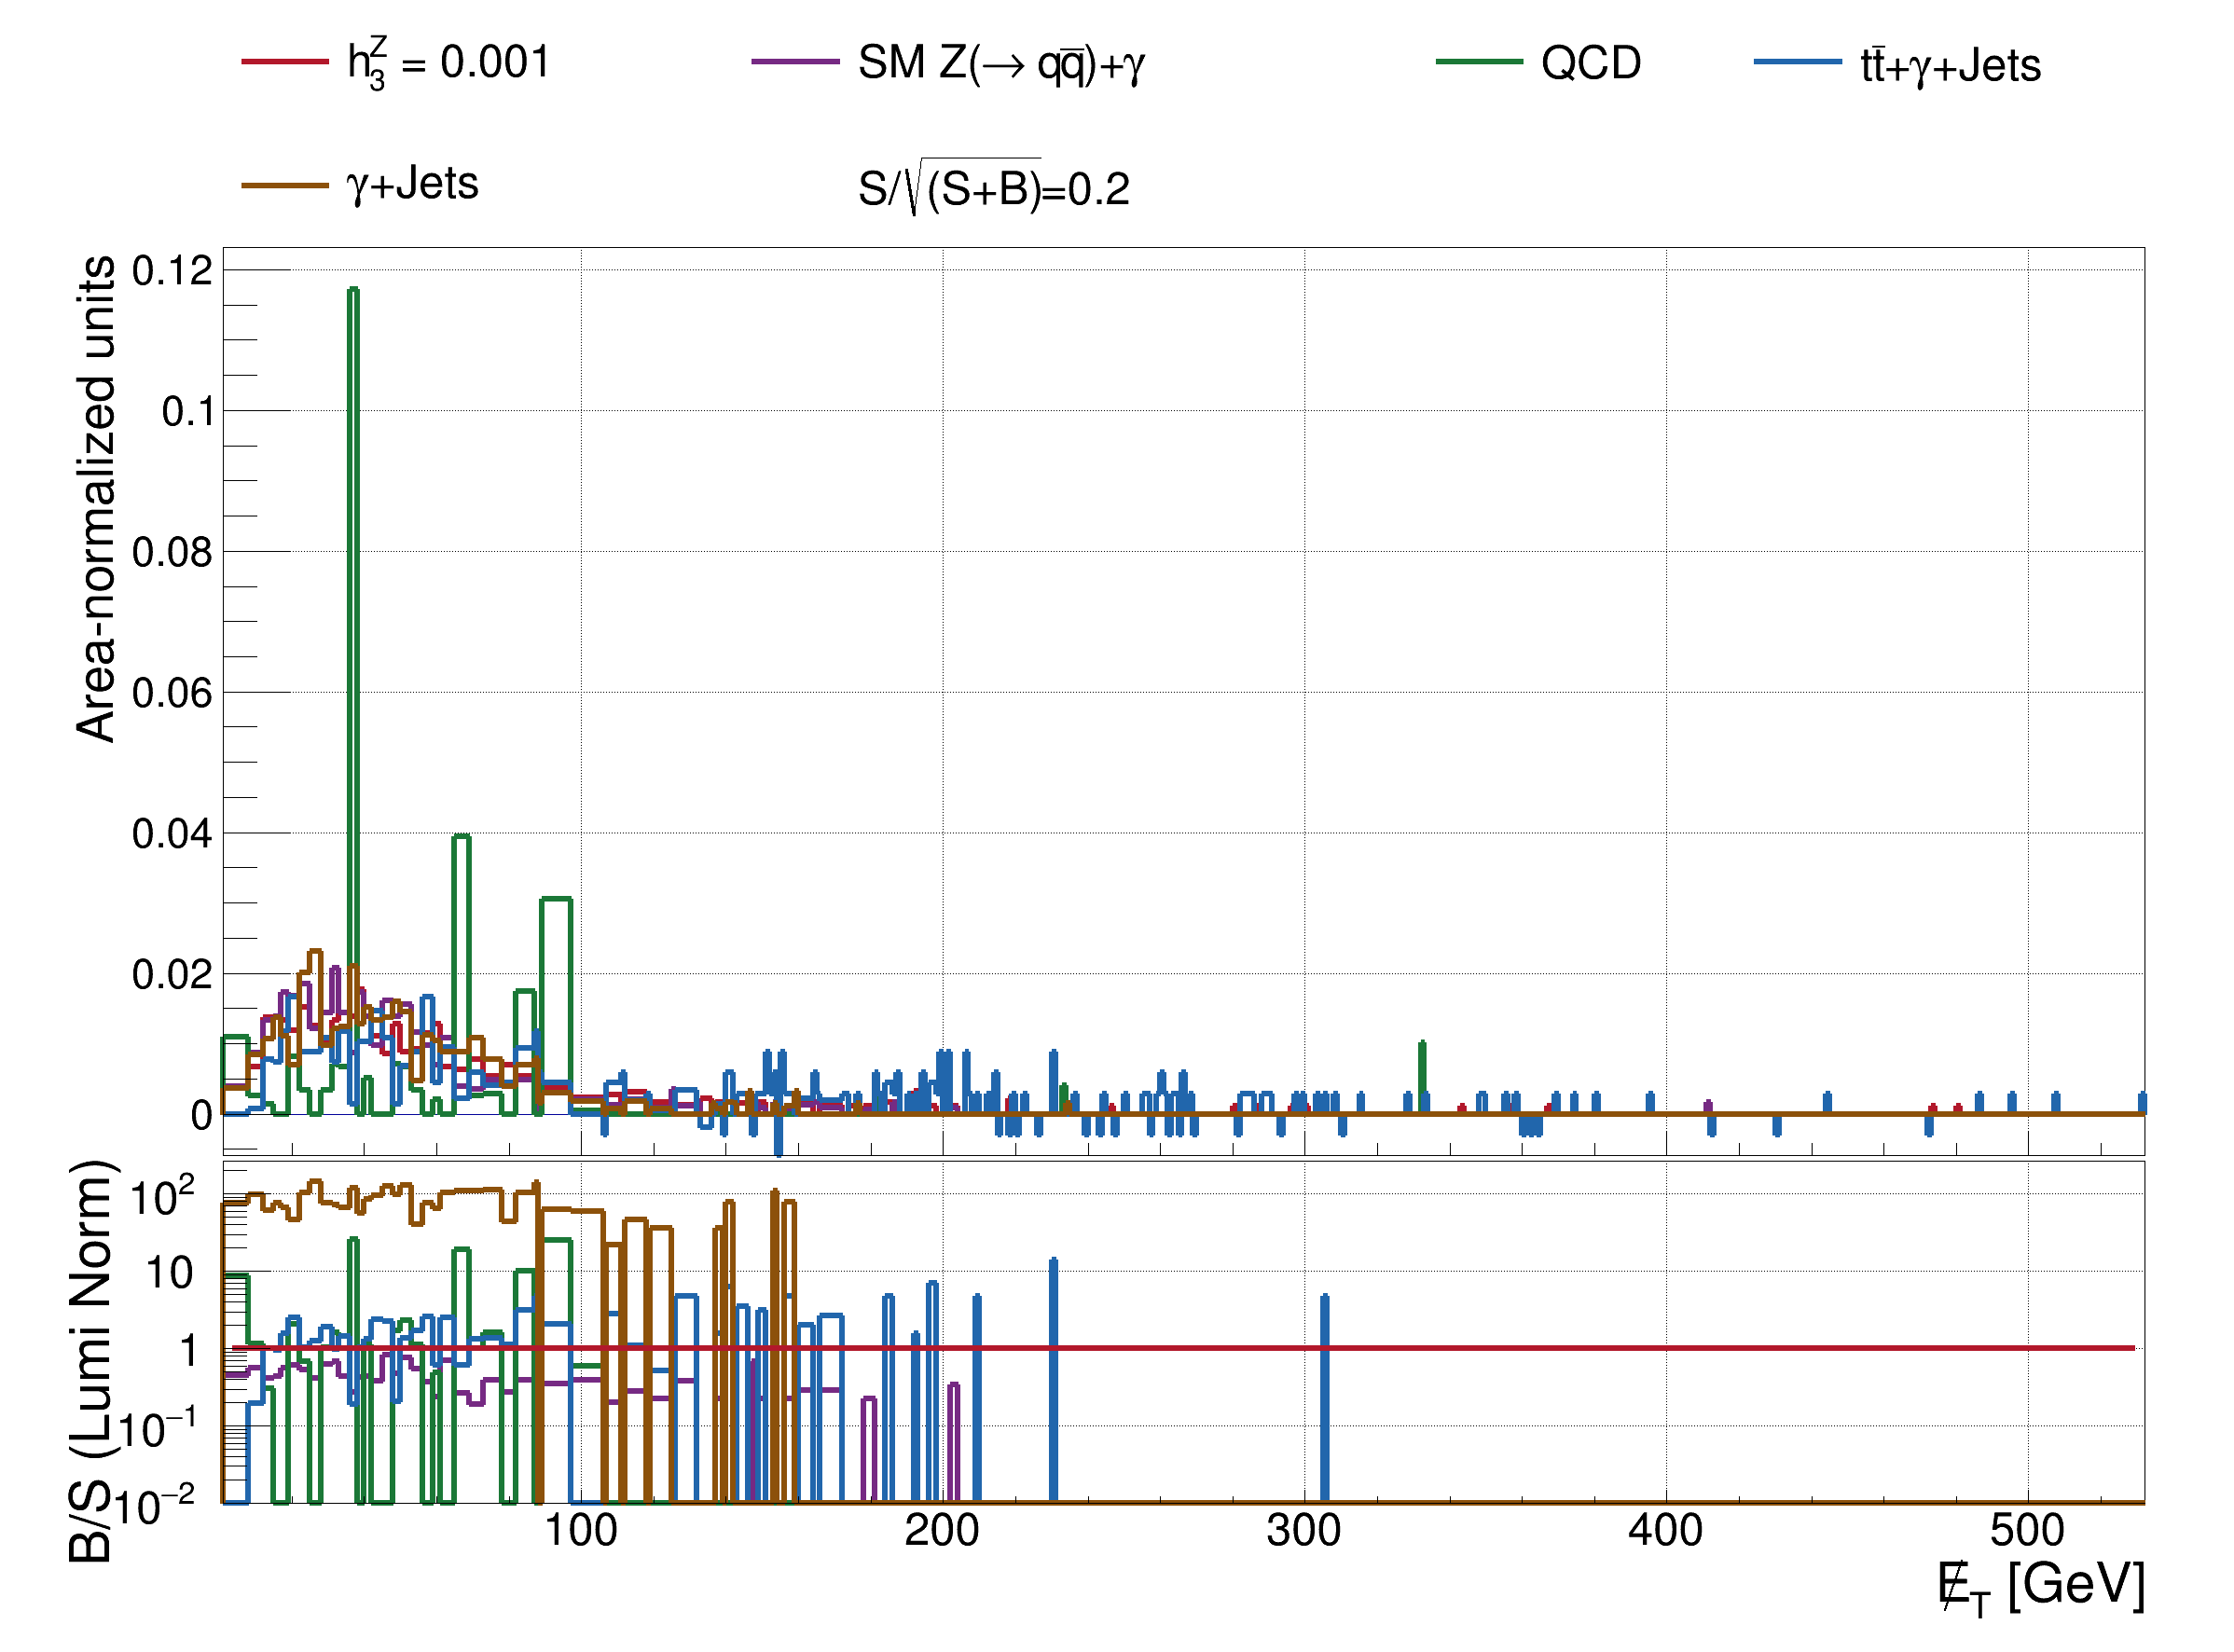 h₃ᶻ = 0.001 SM Z(→ qq̅)+γ QCD tt̅+γ+Jets
γ+Jets S/√(S+B)=0.2
Area-normalized units
0.12
0.1
0.08
0.06
0.04
0.02
0
B/S (Lumi Norm)
10²
10
1
10⁻¹
10⁻²
100 200 300 400 500
E̸_T [GeV]